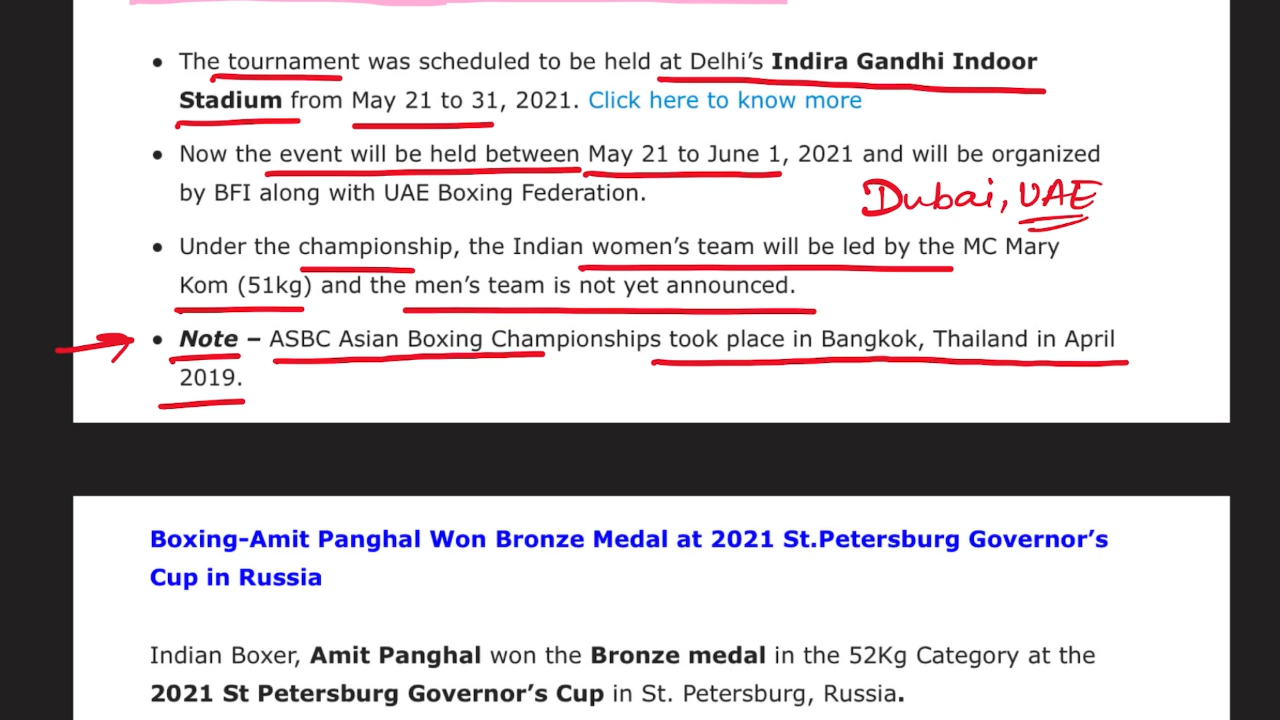 • The tournament was scheduled to be held at Delhi’s Indira Gandhi Indoor
Stadium from May 21 to 31, 2021. Click here to know more
• Now the event will be held between May 21 to June 1, 2021 and will be organized
by BFI along with UAE Boxing Federation.
Dubai, UAE
• Under the championship, the Indian women’s team will be led by the MC Mary
Kom (51kg) and the men’s team is not yet announced.
• Note – ASBC Asian Boxing Championships took place in Bangkok, Thailand in April
2019.
Boxing-Amit Panghal Won Bronze Medal at 2021 St.Petersburg Governor’s
Cup in Russia
Indian Boxer, Amit Panghal won the Bronze medal in the 52Kg Category at the
2021 St Petersburg Governor’s Cup in St. Petersburg, Russia.